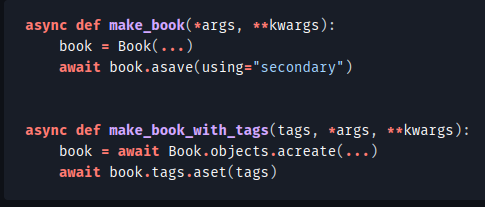 async def make_book(*args, **kwargs):
    book = Book(...)
    await book.asave(using="secondary")

async def make_book_with_tags(tags, *args, **kwargs):
    book = await Book.objects.acreate(...)
    await book.tags.aset(tags)